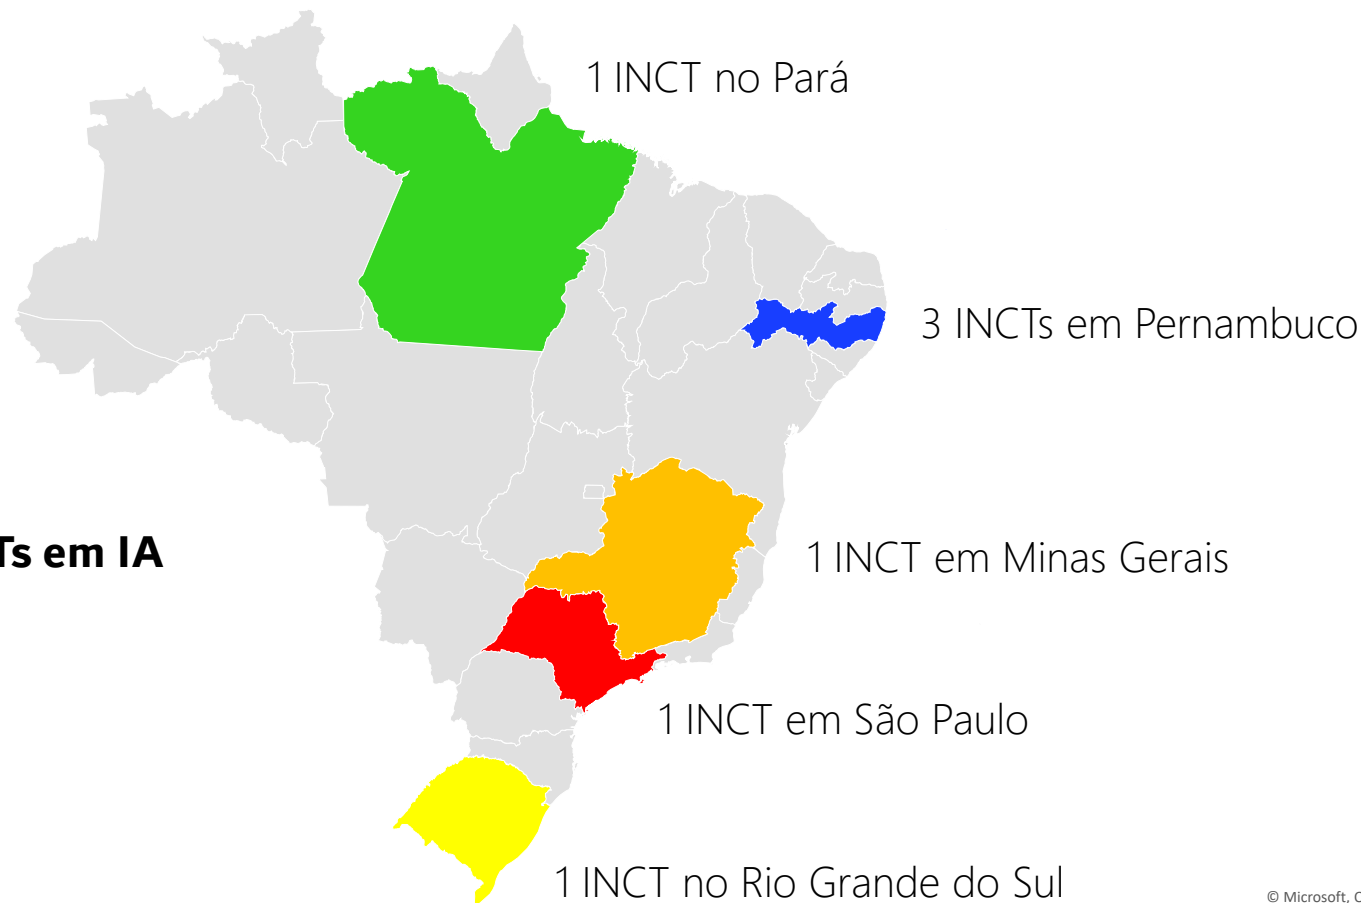 1 INCT no Pará
3 INCTs em Pernambuco
Ts em IA
1 INCT em Minas Gerais
1 INCT em São Paulo
1 INCT no Rio Grande do Sul
© Microsoft,